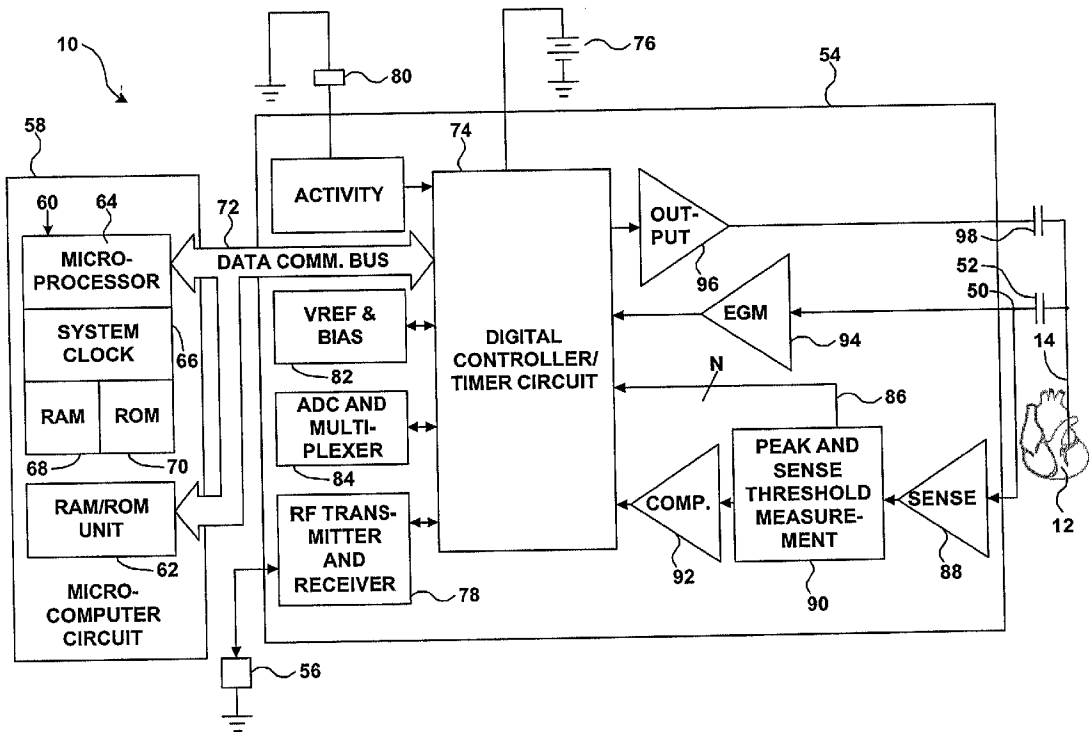 10
80
76
54
58
74
ACTIVITY
60
64
72
MICRO-
PROCESSOR
DATA COMM. BUS
OUT-
PUT
96
98
52
50
SYSTEM
CLOCK
66
VREF &
BIAS
82
DIGITAL
CONTROLLER/
TIMER CIRCUIT
EGM
94
14
N
RAM
ROM
68
70
ADC AND
MULTI-
PLEXER
84
86
PEAK AND
SENSE
THRESHOLD
MEASURE-
MENT
90
COMP.
92
SENSE
88
12
RAM/ROM
UNIT
62
RF TRANS-
MITTER
AND
RECEIVER
78
MICRO-
COMPUTER
CIRCUIT
56